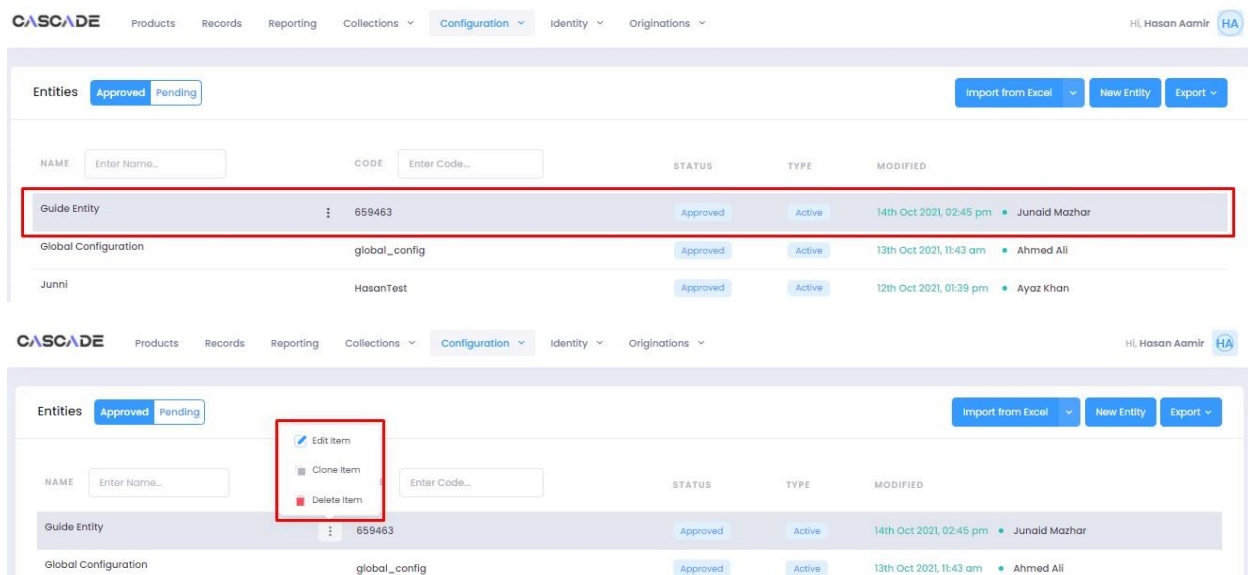 CASCADE Products Records Reporting Collections Configuration Identity Originations Hi, Hasan Aamir HA
Entities Approved Pending Import from Excel New Entity Export
NAME Enter Name... CODE Enter Code... STATUS TYPE MODIFIED
Guide Entity 659463 Approved Active 14th Oct 2021, 02:45 pm Junaid Mazhar
Global Configuration global_config Approved Active 13th Oct 2021, 11:43 am Ahmed Ali
Junni HasanTest Approved Active 12th Oct 2021, 01:39 pm Ayaz Khan
CASCADE Products Records Reporting Collections Configuration Identity Originations Hi, Hasan Aamir HA
Entities Approved Pending Import from Excel New Entity Export
Edit Item
Clone Item
NAME Enter Name... E Enter Code... STATUS TYPE MODIFIED
Delete Item
Guide Entity 659463 Approved Active 14th Oct 2021, 02:45 pm Junaid Mazhar
Global Configuration global_config Approved Active 13th Oct 2021, 11:43 am Ahmed Ali